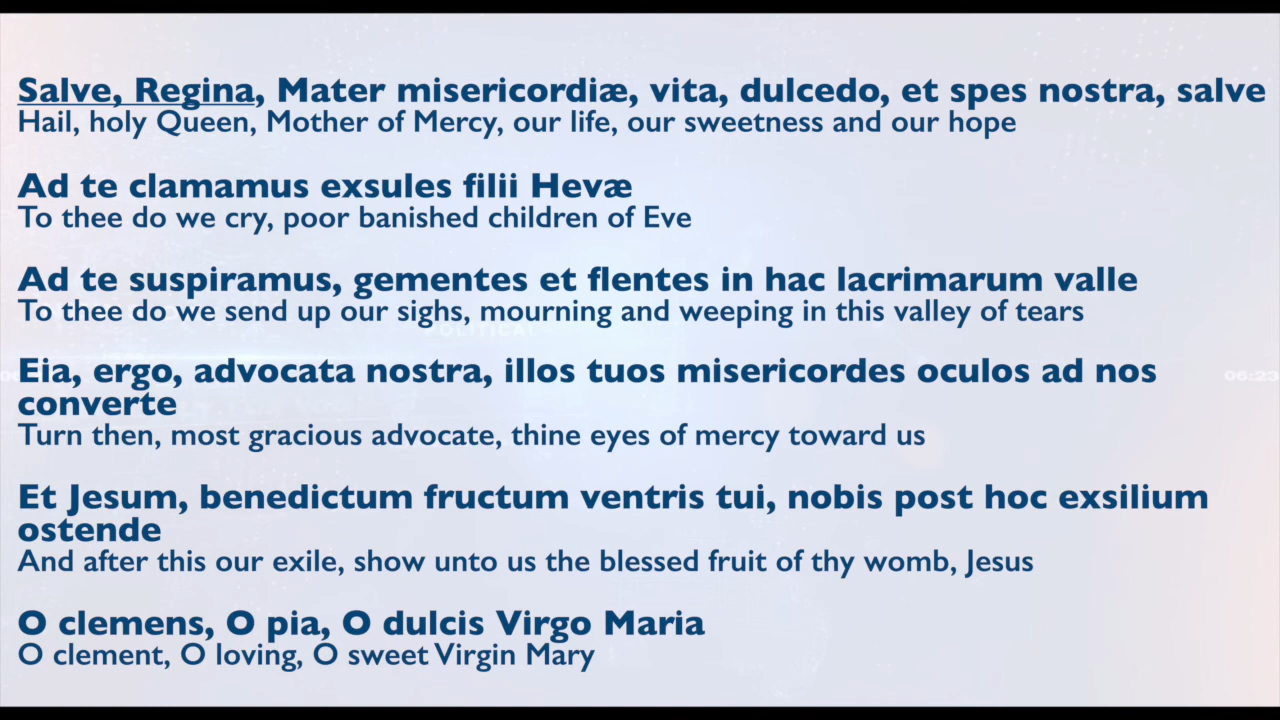 Salve, Regina, Mater misericordiæ, vita, dulcedo, et spes nostra, salve
Hail, holy Queen, Mother of Mercy, our life, our sweetness and our hope
Ad te clamamus exsules filii Hevæ
To thee do we cry, poor banished children of Eve
Ad te suspiramus, gementes et flentes in hac lacrimarum valle
To thee do we send up our sighs, mourning and weeping in this valley of tears
POLITICAL
Eia, ergo, advocata nostra, illos tuos misericordes oculos ad nos
06:23
converte
Turn then, most gracious advocate, thine eyes of mercy toward us
Et Jesum, benedictum fructum ventris tui, nobis post hoc exsilium
ostende
And after this our exile, show unto us the blessed fruit of thy womb, Jesus
O clemens, O pia, O dulcis Virgo Maria
O clement, O loving, O sweet Virgin Mary